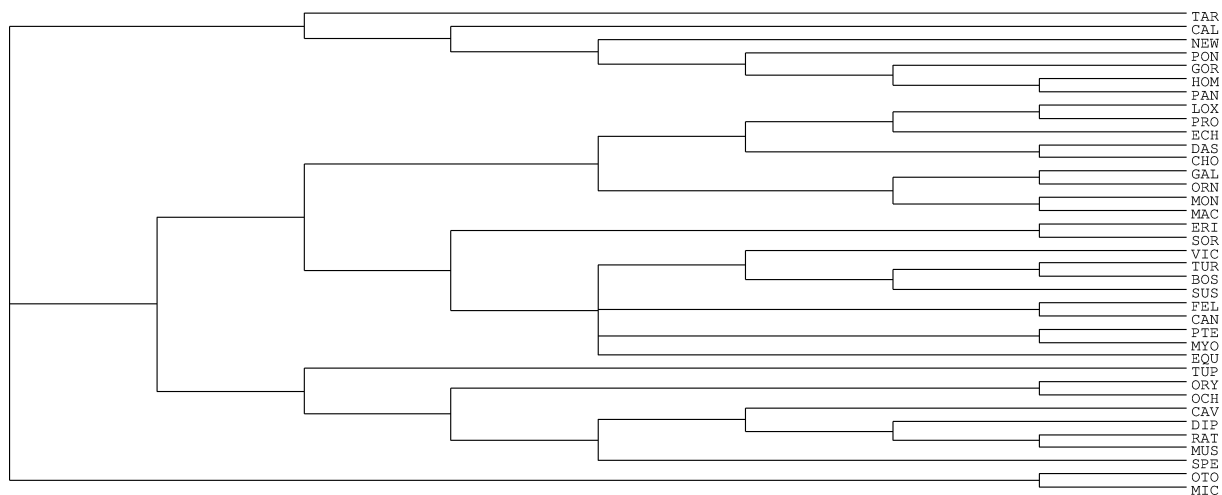 TAR
CAL
NEW
PON
GOR
HOM
PAN
LOX
PRO
ECH
DAS
CHO
GAL
ORN
MON
MAC
ERI
SOR
VIC
TUR
BOS
SUS
FEL
CAN
PTE
MYO
EQU
TUP
ORY
OCH
CAV
DIP
RAT
MUS
SPE
OTO
MIC